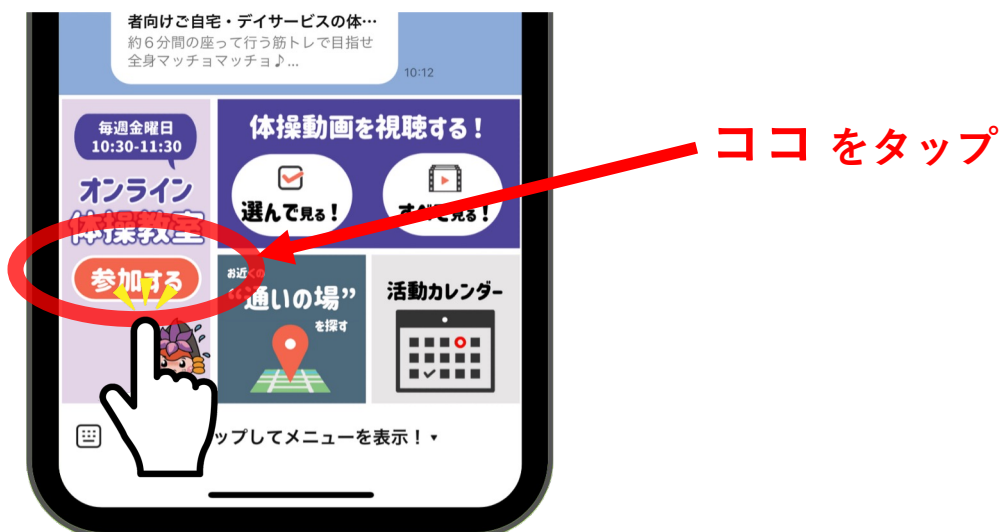 者向けご自宅・デイサービスの体…
約6分間の座って行う筋トレで目指せ
全身マッチョマッチョ♪...
10:12
毎週金曜日
10:30-11:30
オンライン
体操教室
参加する
体操動画を視聴する！
選んで見る！
すべて見る！
お近くの
“通いの場”
を探す
活動カレンダー
ココ をタップ
ップしてメニューを表示！▾